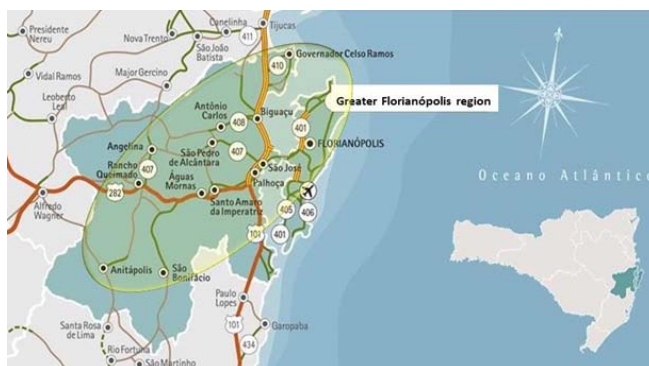 Presidente
Nereu
Canelinha
Tijucas
411
Nova Trento
São João
Batista
Governador Celso Ramos
410
Vidal Ramos
Major Gercino
Leoberto
Leal
Greater Florianópolis region
Antônio
Carlos
408
Biguaçu
401
Angelina
São Pedro
de Alcântara
407
FLORIANÓPOLIS
407
São José
Rancho
Queimado
Águas
Mornas
Palhoça
282
Santo Amaro
da Imperatriz
405
406
Alfredo
Wagner
101
401
Anitápolis
São
Bonifácio
Paulo
Lopes
Santa Rosa
de Lima
101
Garopaba
434
Rio Fortuna
São Martinho
Oceano Atlântico